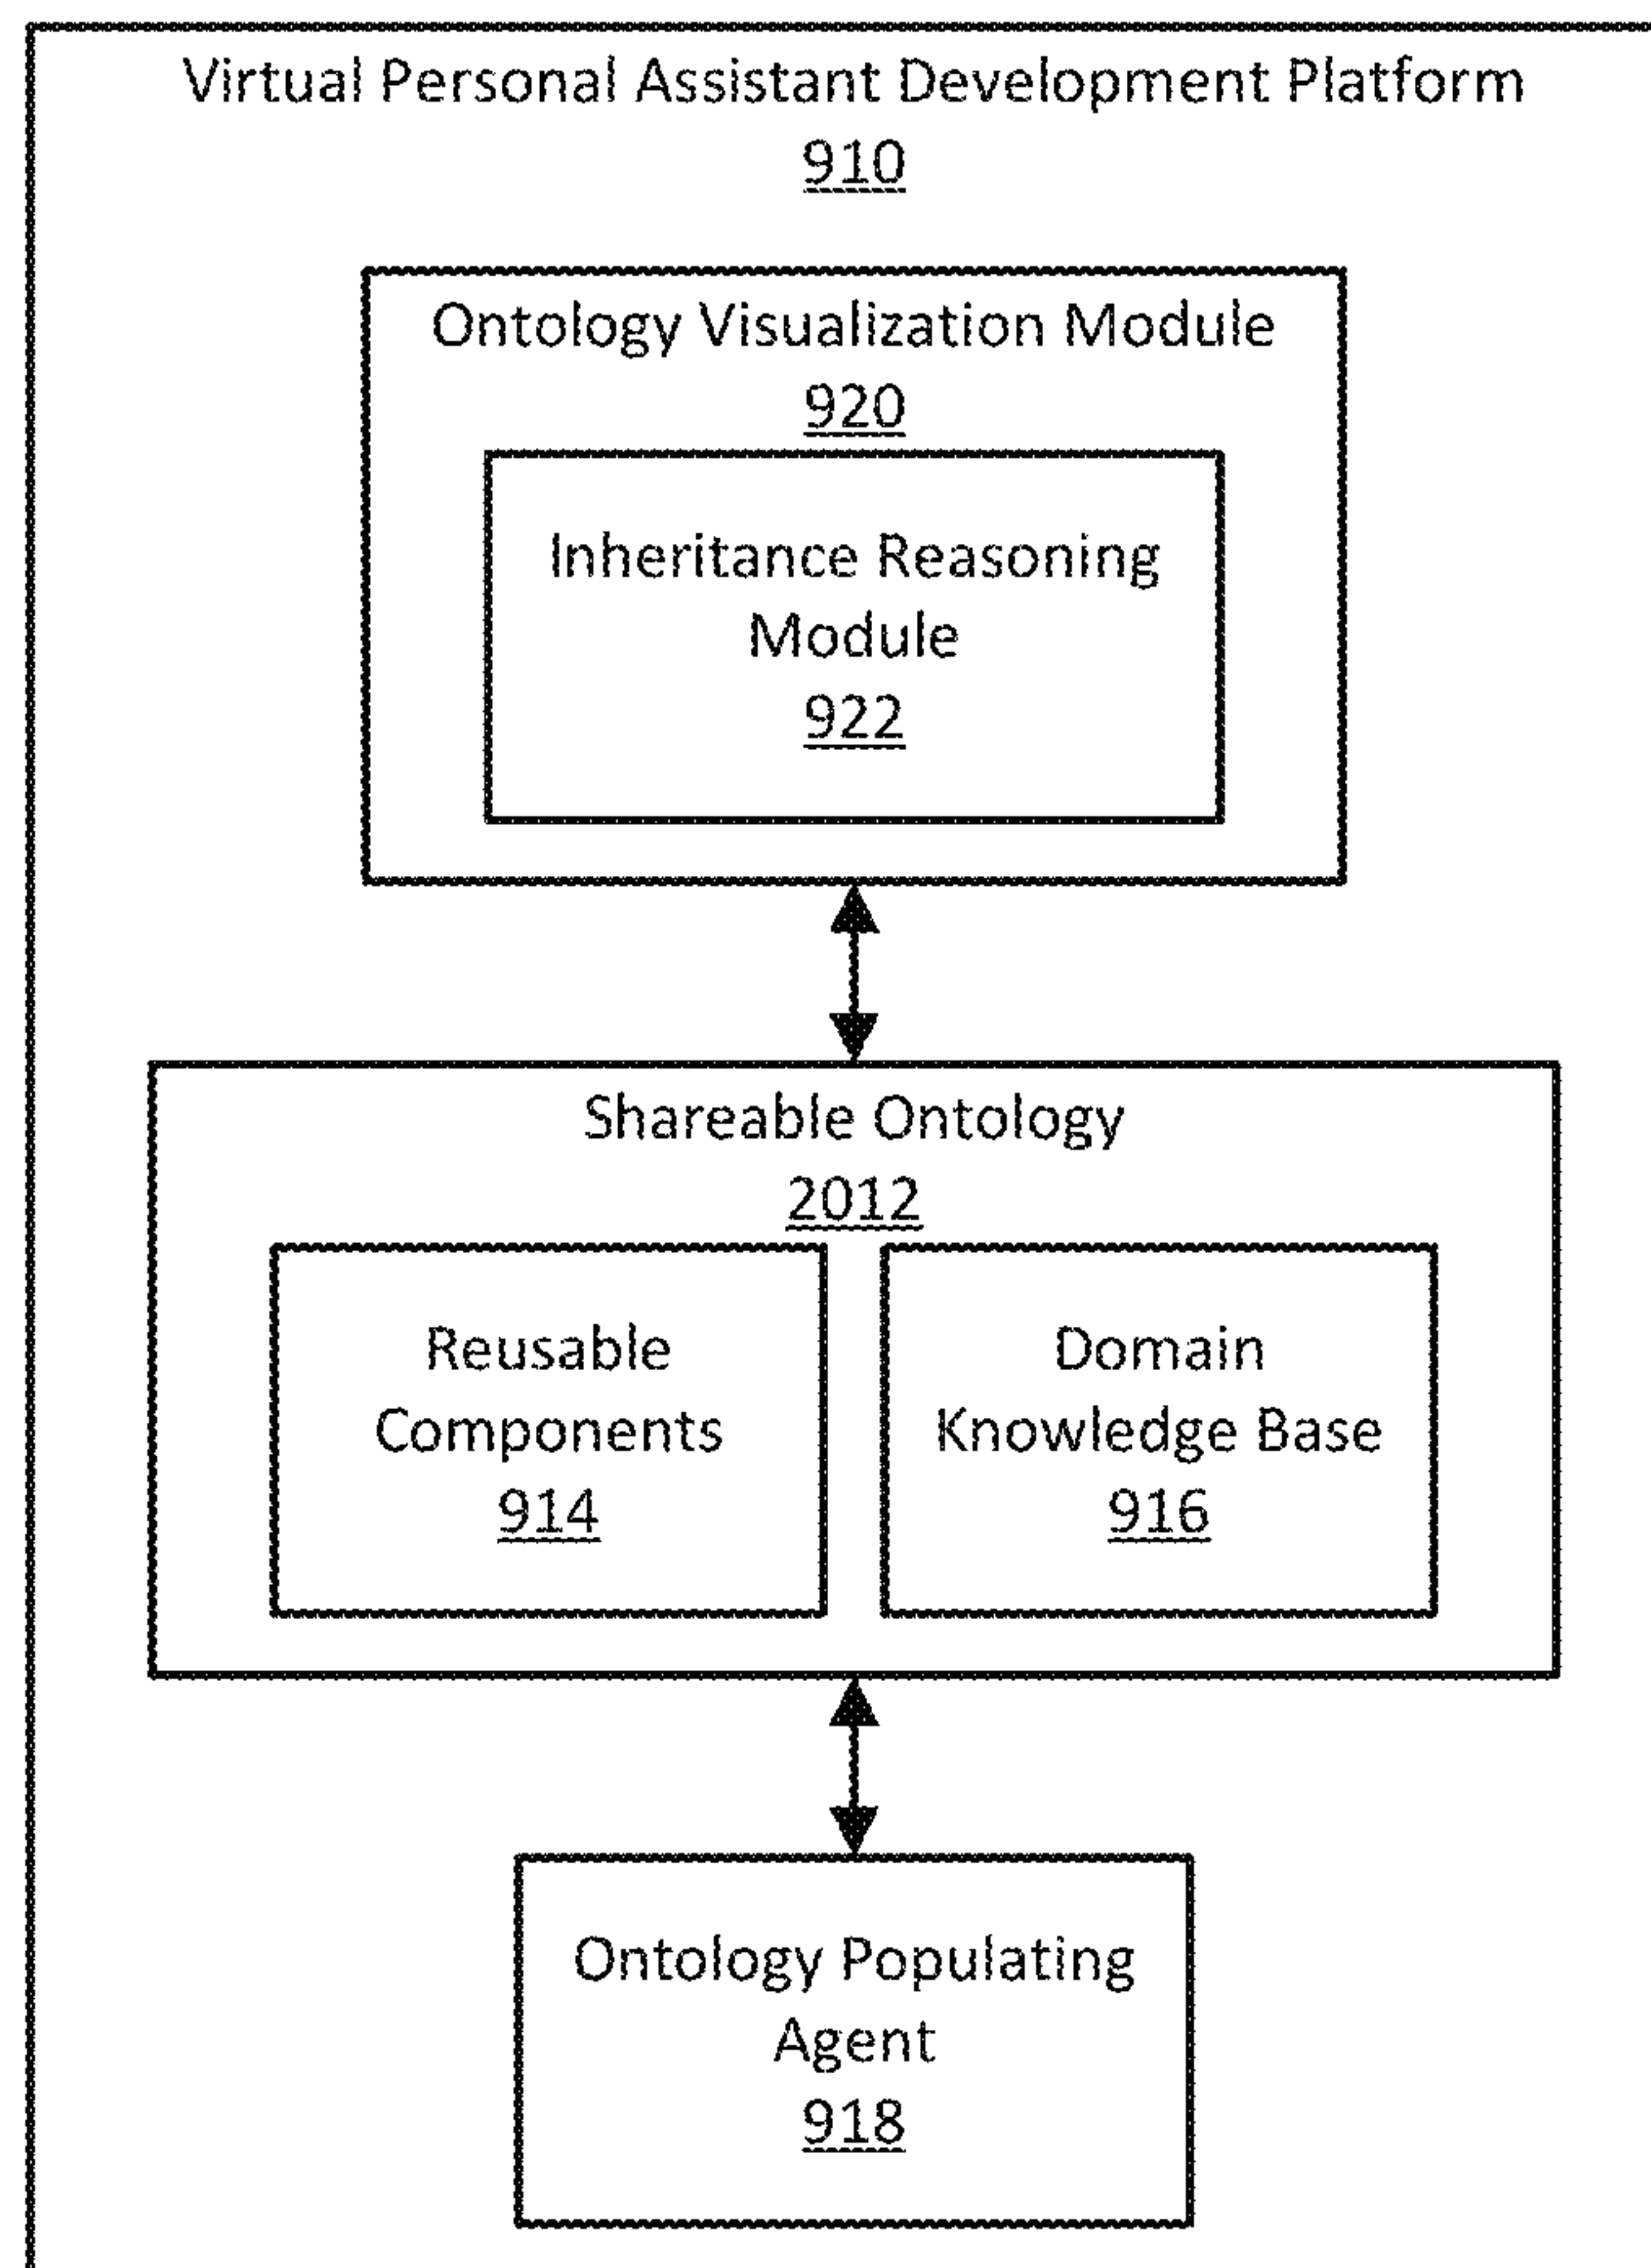 Virtual Personal Assistant Development Platform
910
Ontology Visualization Module
920
Inheritance Reasoning
Module
922
Shareable Ontology
2012
Reusable
Components
914
Domain
Knowledge Base
916
Ontology Populating
Agent
918